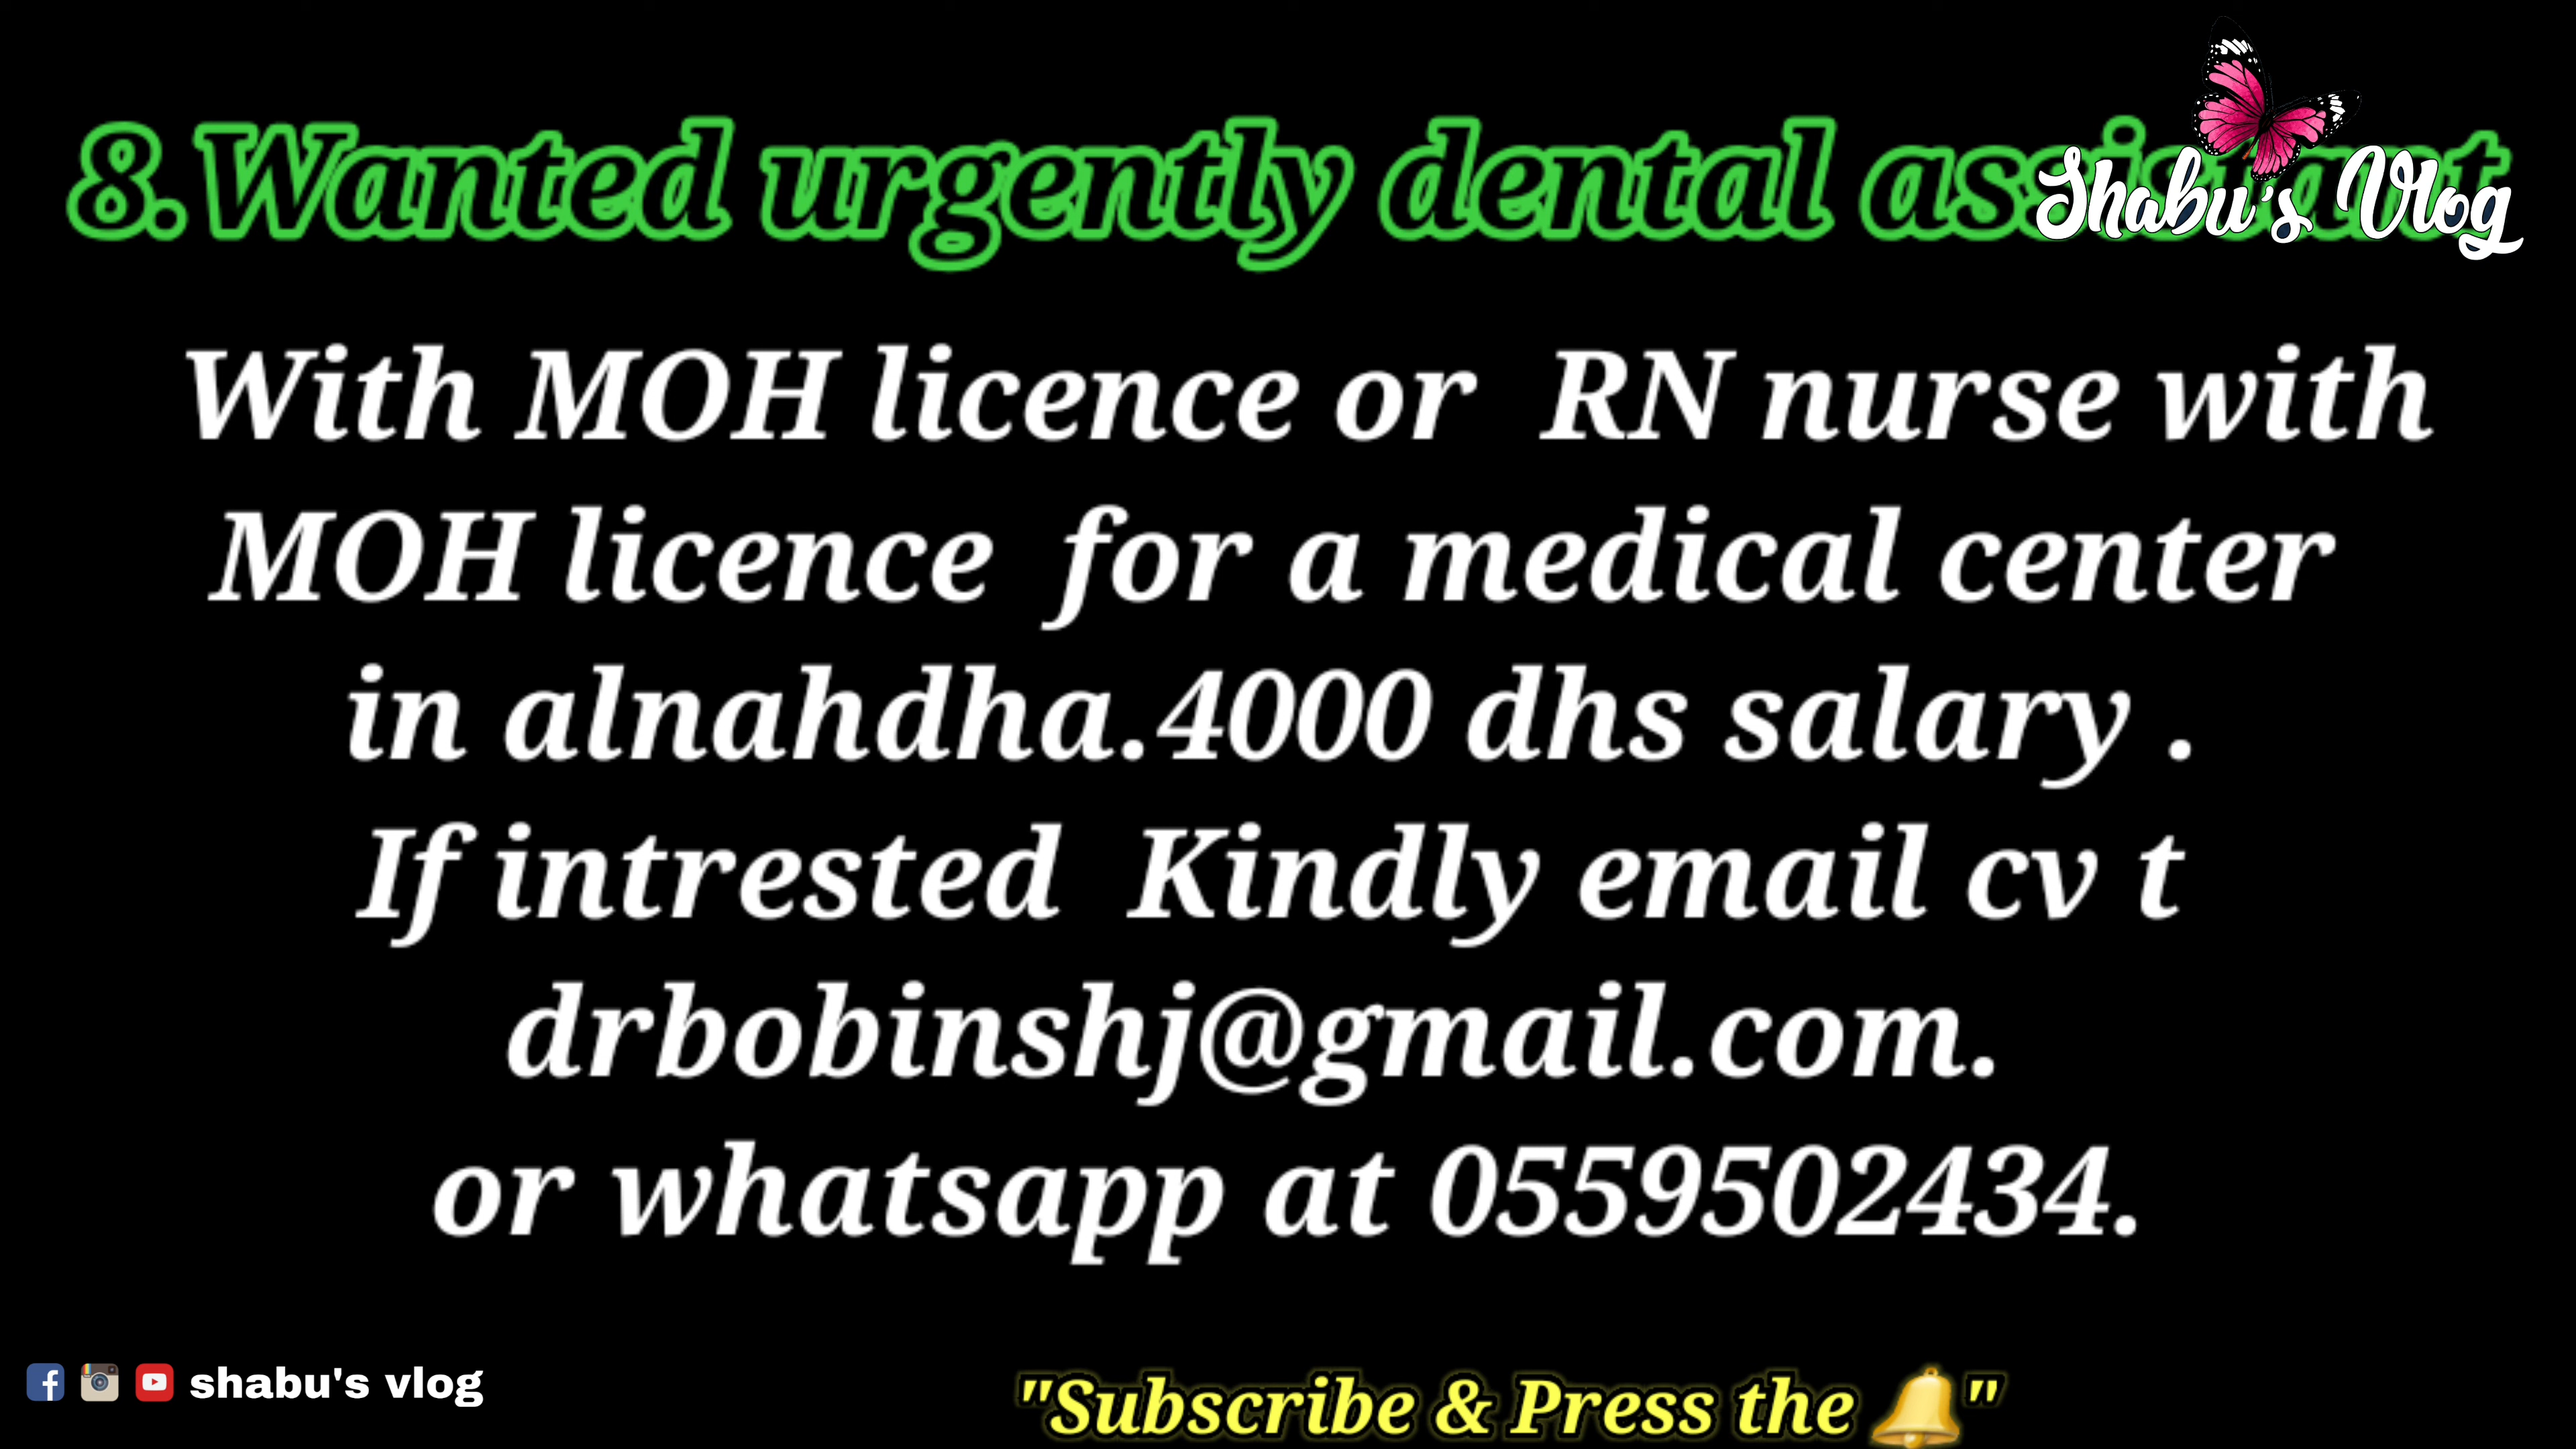 8.Wanted urgently dental assistant
Shabu's Vlog
With MOH licence or RN nurse with
MOH licence for a medical center
in alnahdha.4000 dhs salary .
If intrested Kindly email cv t
drbobinshj@gmail.com.
or whatsapp at 0559502434.
shabu's vlog
"Subscribe & Press the 🔔"